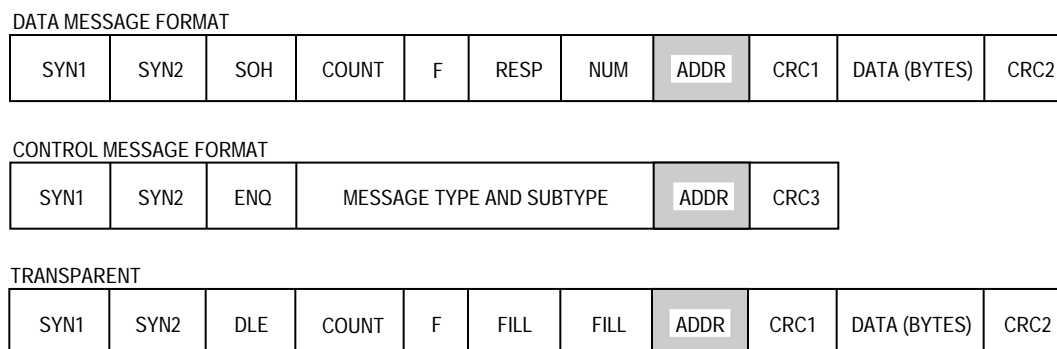 DATA MESSAGE FORMAT
SYN1 SYN2 SOH COUNT F RESP NUM ADDR CRC1 DATA (BYTES) CRC2
CONTROL MESSAGE FORMAT
SYN1 SYN2 ENQ MESSAGE TYPE AND SUBTYPE ADDR CRC3
TRANSPARENT
SYN1 SYN2 DLE COUNT F FILL FILL ADDR CRC1 DATA (BYTES) CRC2